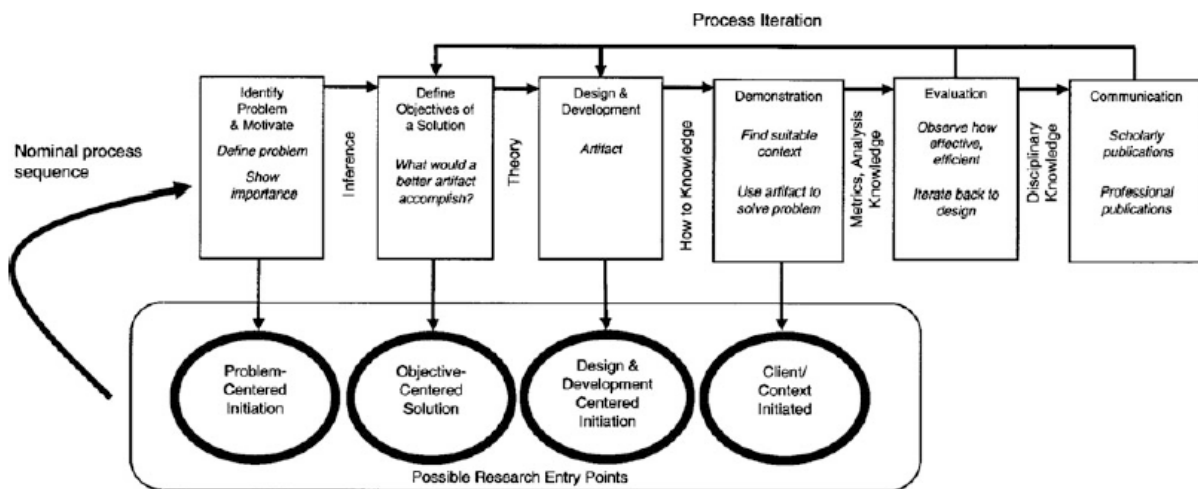 Process Iteration
Nominal process
sequence
Identify
Problem
& Motivate
Define problem
Show
importance
Inference
Define
Objectives of
a Solution
What would a
better artifact
accomplish?
Theory
Design &
Development
Artifact
How to Knowledge
Demonstration
Find suitable
context
Use artifact to
solve problem
Metrics, Analysis
Knowledge
Evaluation
Observe how
effective,
efficient
Iterate back to
design
Disciplinary
Knowledge
Communication
Scholarly
publications
Professional
publications
Problem-
Centered
Initiation
Objective-
Centered
Solution
Design &
Development
Centered
Initiation
Client/
Context
Initiated
Possible Research Entry Points